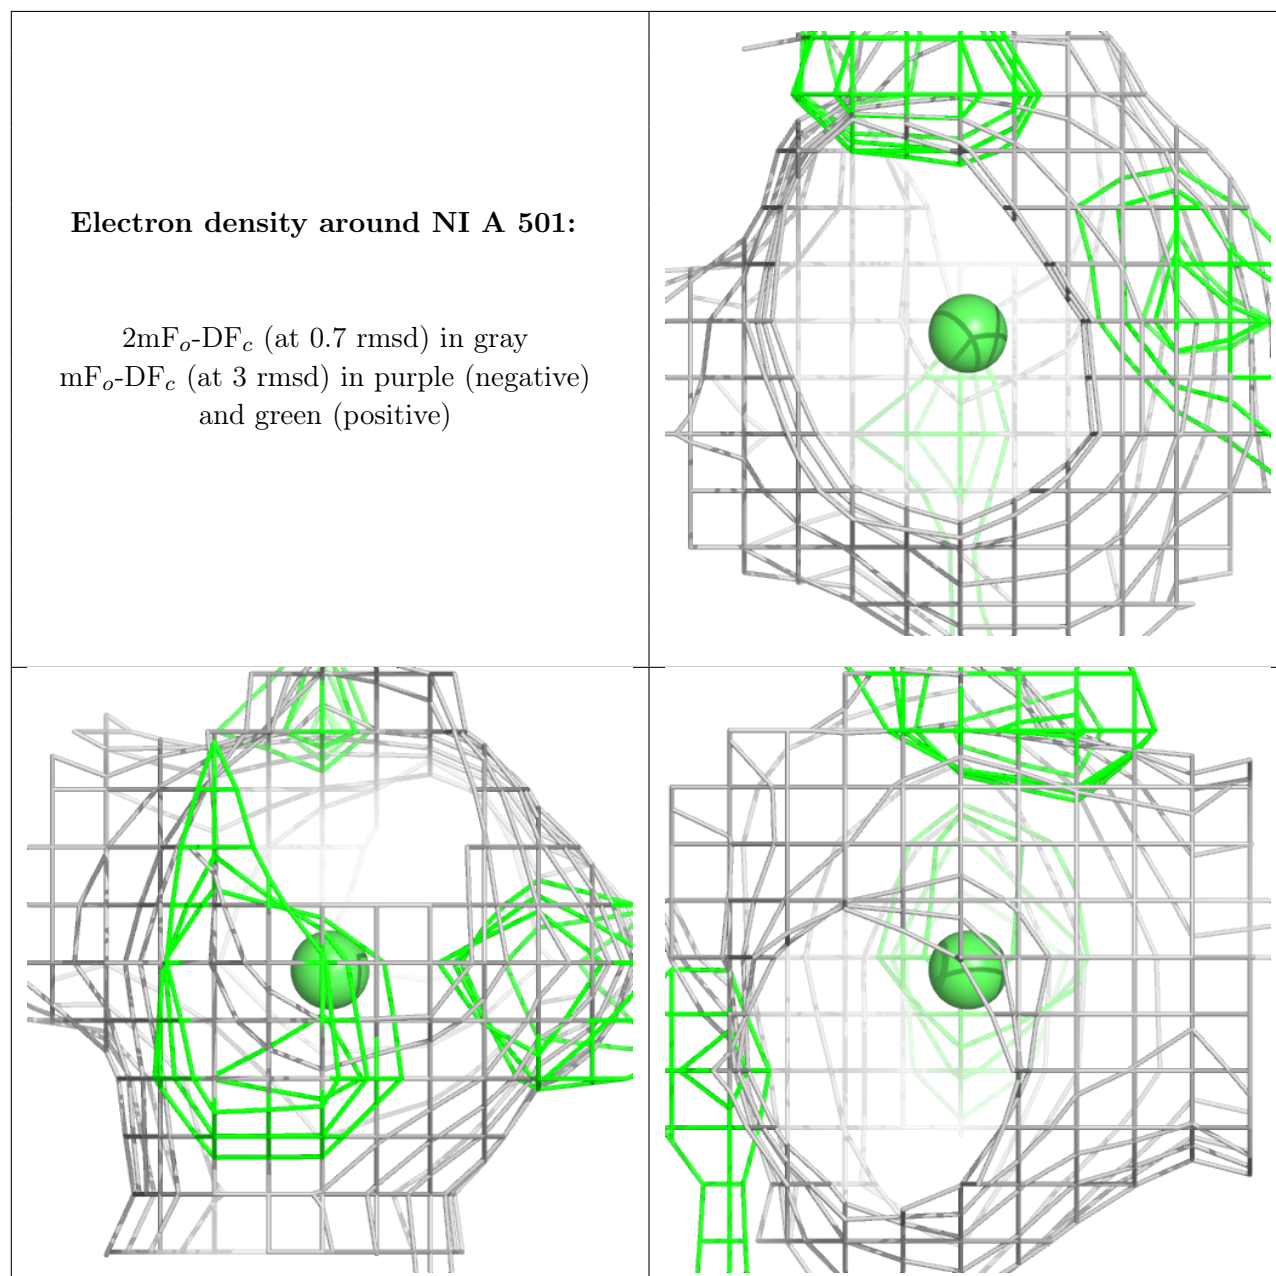 Electron density around NI A 501:
2mFo-DFc (at 0.7 rmsd) in gray
mFo-DFc (at 3 rmsd) in purple (negative)
and green (positive)